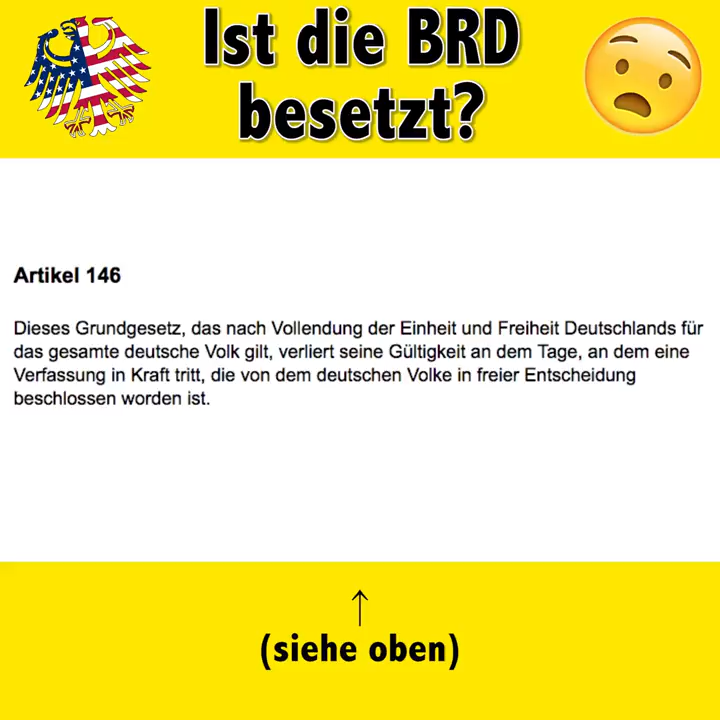 Ist die BRD
besetzt?
Artikel 146
Dieses Grundgesetz, das nach Vollendung der Einheit und Freiheit Deutschlands für
das gesamte deutsche Volk gilt, verliert seine Gültigkeit an dem Tage, an dem eine
Verfassung in Kraft tritt, die von dem deutschen Volke in freier Entscheidung
beschlossen worden ist.
↑
(siehe oben)